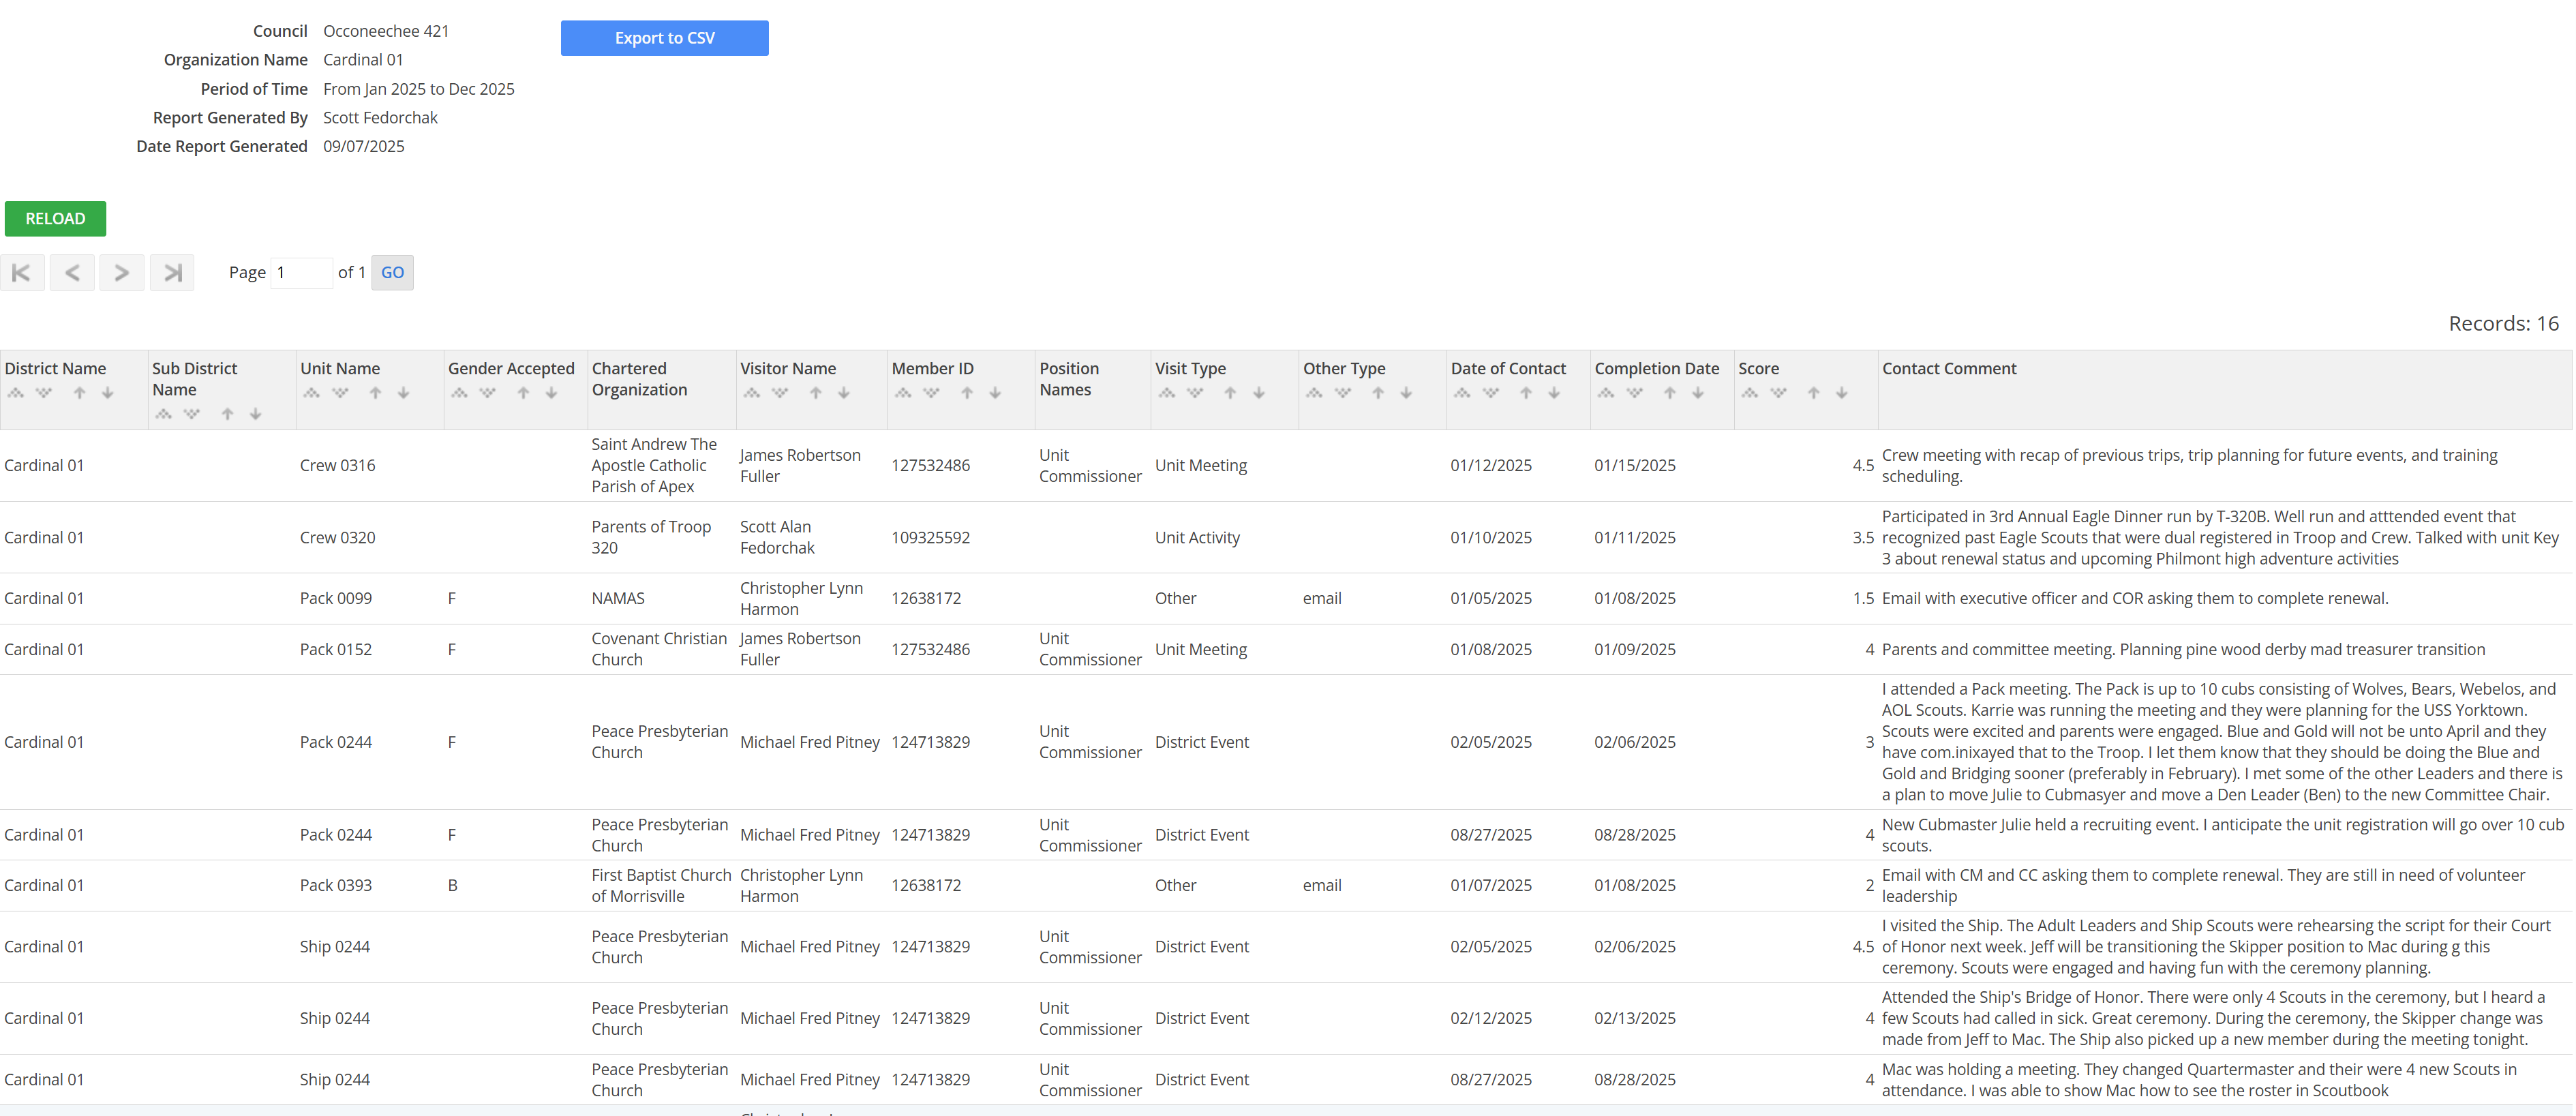 Council Occoneechee 421
Export to CSV
Organization Name Cardinal 01
Period of Time From Jan 2025 to Dec 2025
Report Generated By Scott Fedorchak
Date Report Generated 09/07/2025
RELOAD
Page 1 of 1 GO
Records: 16
District Name
Sub District
Name
Unit Name
Gender Accepted
Chartered
Organization
Visitor Name
Member ID
Position
Names
Visit Type
Other Type
Date of Contact
Completion Date
Score
Contact Comment
Cardinal 01
Crew 0316
Saint Andrew The
Apostle Catholic
Parish of Apex
James Robertson
Fuller
127532486
Unit
Commissioner
Unit Meeting
01/12/2025
01/15/2025
4.5
Crew meeting with recap of previous trips, trip planning for future events, and training
scheduling.
Cardinal 01
Crew 0320
Parents of Troop
320
Scott Alan
Fedorchak
109325592
Unit Activity
01/10/2025
01/11/2025
3.5
Participated in 3rd Annual Eagle Dinner run by T-320B. Well run and atttended event that
recognized past Eagle Scouts that were dual registered in Troop and Crew. Talked with unit Key
3 about renewal status and upcoming Philmont high adventure activities
Cardinal 01
Pack 0099
F
NAMAS
Christopher Lynn
Harmon
12638172
Other
email
01/05/2025
01/08/2025
1.5
Email with executive officer and COR asking them to complete renewal.
Cardinal 01
Pack 0152
F
Covenant Christian
Church
James Robertson
Fuller
127532486
Unit
Commissioner
Unit Meeting
01/08/2025
01/09/2025
4
Parents and committee meeting. Planning pine wood derby mad treasurer transition
Cardinal 01
Pack 0244
F
Peace Presbyterian
Church
Michael Fred Pitney
124713829
Unit
Commissioner
District Event
02/05/2025
02/06/2025
3
I attended a Pack meeting. The Pack is up to 10 cubs consisting of Wolves, Bears, Webelos, and
AOL Scouts. Karrie was running the meeting and they were planning for the USS Yorktown.
Scouts were excited and parents were engaged. Blue and Gold will not be unto April and they
have com.inixayed that to the Troop. I let them know that they should be doing the Blue and
Gold and Bridging sooner (preferably in February). I met some of the other Leaders and there is
a plan to move Julie to Cubmasyer and move a Den Leader (Ben) to the new Committee Chair.
Cardinal 01
Pack 0244
F
Peace Presbyterian
Church
Michael Fred Pitney
124713829
Unit
Commissioner
District Event
08/27/2025
08/28/2025
4
New Cubmaster Julie held a recruiting event. I anticipate the unit registration will go over 10 cub
scouts.
Cardinal 01
Pack 0393
B
First Baptist Church
of Morrisville
Christopher Lynn
Harmon
12638172
Other
email
01/07/2025
01/08/2025
2
Email with CM and CC asking them to complete renewal. They are still in need of volunteer
leadership
Cardinal 01
Ship 0244
Peace Presbyterian
Church
Michael Fred Pitney
124713829
Unit
Commissioner
District Event
02/05/2025
02/06/2025
4.5
I visited the Ship. The Adult Leaders and Ship Scouts were rehearsing the script for their Court
of Honor next week. Jeff will be transitioning the Skipper position to Mac during g this
ceremony. Scouts were engaged and having fun with the ceremony planning.
Cardinal 01
Ship 0244
Peace Presbyterian
Church
Michael Fred Pitney
124713829
Unit
Commissioner
District Event
02/12/2025
02/13/2025
4
Attended the Ship's Bridge of Honor. There were only 4 Scouts in the ceremony, but I heard a
few Scouts had called in sick. Great ceremony. During the ceremony, the Skipper change was
made from Jeff to Mac. The Ship also picked up a new member during the meeting tonight.
Cardinal 01
Ship 0244
Peace Presbyterian
Church
Michael Fred Pitney
124713829
Unit
Commissioner
District Event
08/27/2025
08/28/2025
4
Mac was holding a meeting. They changed Quartermaster and their were 4 new Scouts in
attendance. I was able to show Mac how to see the roster in Scoutbook